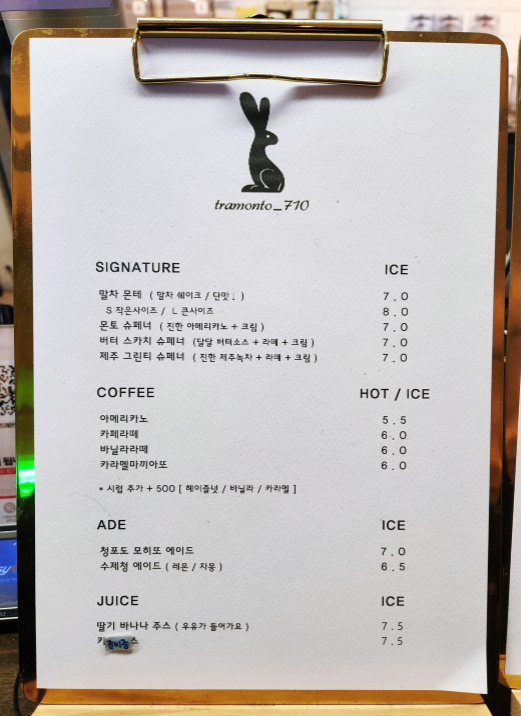 tramonto_710
SIGNATURE ICE
말차 몬테 ( 말차 쉐이크 / 단맛↓ ) 7.0
S 작은사이즈 / L 큰사이즈 8.0
몬토 슈페너 ( 진한 아메리카노 + 크림 ) 7.0
버터 스카치 슈페너 (달달 버터소스 + 라떼 + 크림 ) 7.0
제주 그린티 슈페너 ( 진한 제주녹차 + 라떼 + 크림 ) 7.0
COFFEE HOT / ICE
아메리카노 5.5
카페라떼 6.0
바닐라라떼 6.0
카라멜마끼아또 6.0
* 시럽 추가 + 500 [ 헤이즐넛 / 바닐라 / 카라멜 ]
ADE ICE
청포도 모히또 에이드 7.0
수제청 에이드 ( 레몬 / 자몽 ) 6.5
JUICE ICE
딸기 바나나 주스 ( 우유가 들어가요 ) 7.5
준비중 스 7.5